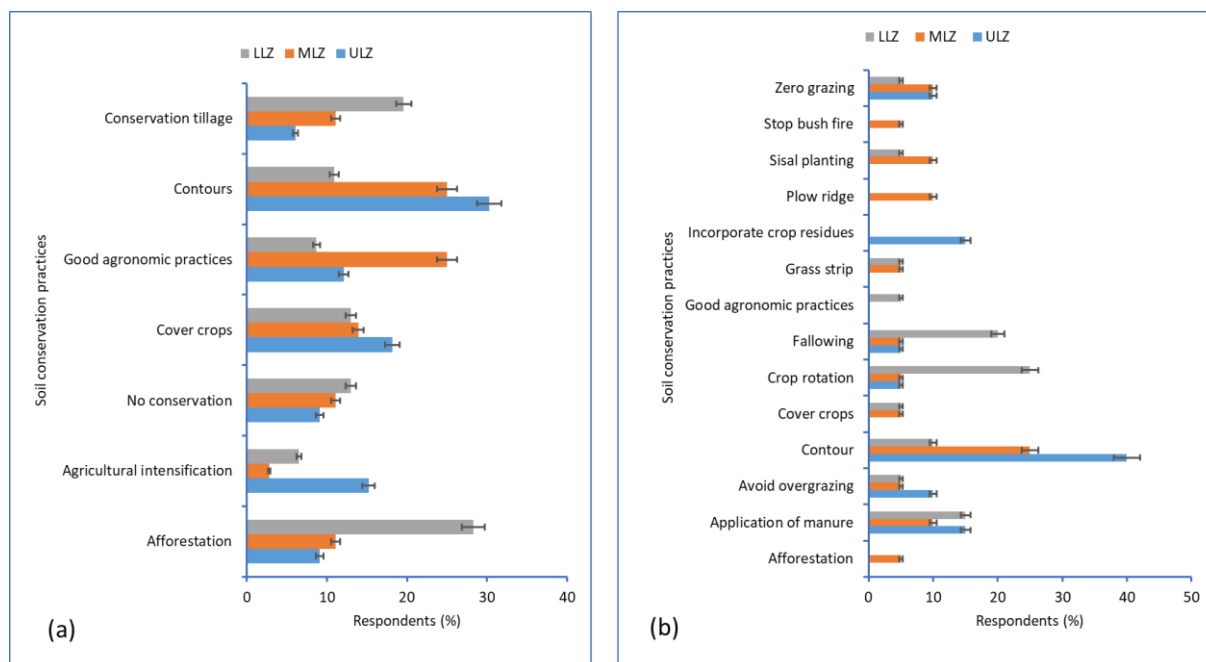 LLZ MLZ ULZ
Soil conservation practices
Conservation tillage
Contours
Good agronomic practices
Cover crops
No conservation
Agricultural intensification
Afforestation
0 10 20 30 40
Respondents (%)
(a)
LLZ MLZ ULZ
Soil conservation practices
Zero grazing
Stop bush fire
Sisal planting
Plow ridge
Incorporate crop residues
Grass strip
Good agronomic practices
Fallowing
Crop rotation
Cover crops
Contour
Avoid overgrazing
Application of manure
Afforestation
0 10 20 30 40 50
Respondents (%)
(b)